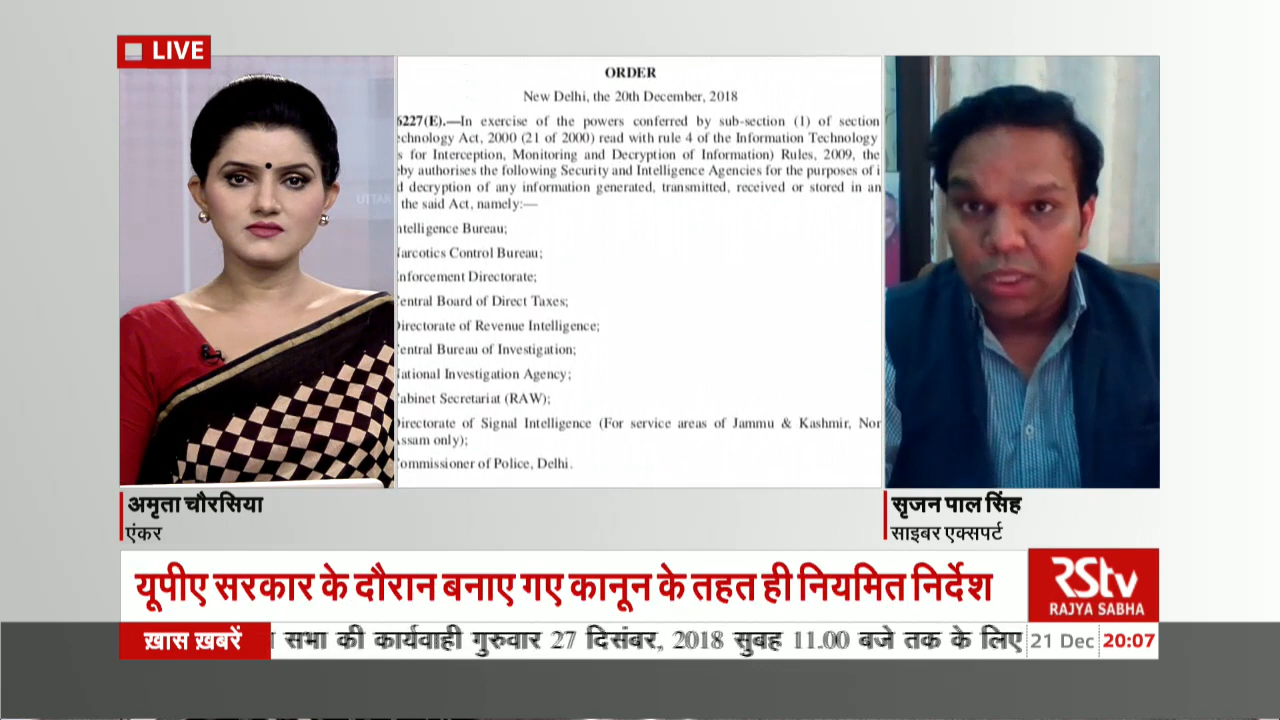 LIVE
ORDER
New Delhi, the 20th December, 2018
6227(E).—In exercise of the powers conferred by sub-section (1) of section
echnology Act, 2000 (21 of 2000) read with rule 4 of the Information Technology
s for Interception, Monitoring and Decryption of Information) Rules, 2009, the
by authorises the following Security and Intelligence Agencies for the purposes of i
d decryption of any information generated, transmitted, received or stored in an
the said Act, namely:—
ntelligence Bureau;
Narcotics Control Bureau;
Enforcement Directorate;
Central Board of Direct Taxes;
Directorate of Revenue Intelligence;
Central Bureau of Investigation;
National Investigation Agency;
Cabinet Secretariat (RAW);
Directorate of Signal Intelligence (For service areas of Jammu & Kashmir, Nor
Assam only);
Commissioner of Police, Delhi.
UTTAR
अमृता चौरसिया
एंकर
सृजन पाल सिंह
साइबर एक्सपर्ट
यूपीए सरकार के दौरान बनाए गए कानून के तहत ही नियमित निर्देश
RStv
RAJYA SABHA
ख़ास ख़बरें
सभा की कार्यवाही गुरुवार 27 दिसंबर, 2018 सुबह 11.00 बजे तक के लिए
21 Dec 20:07